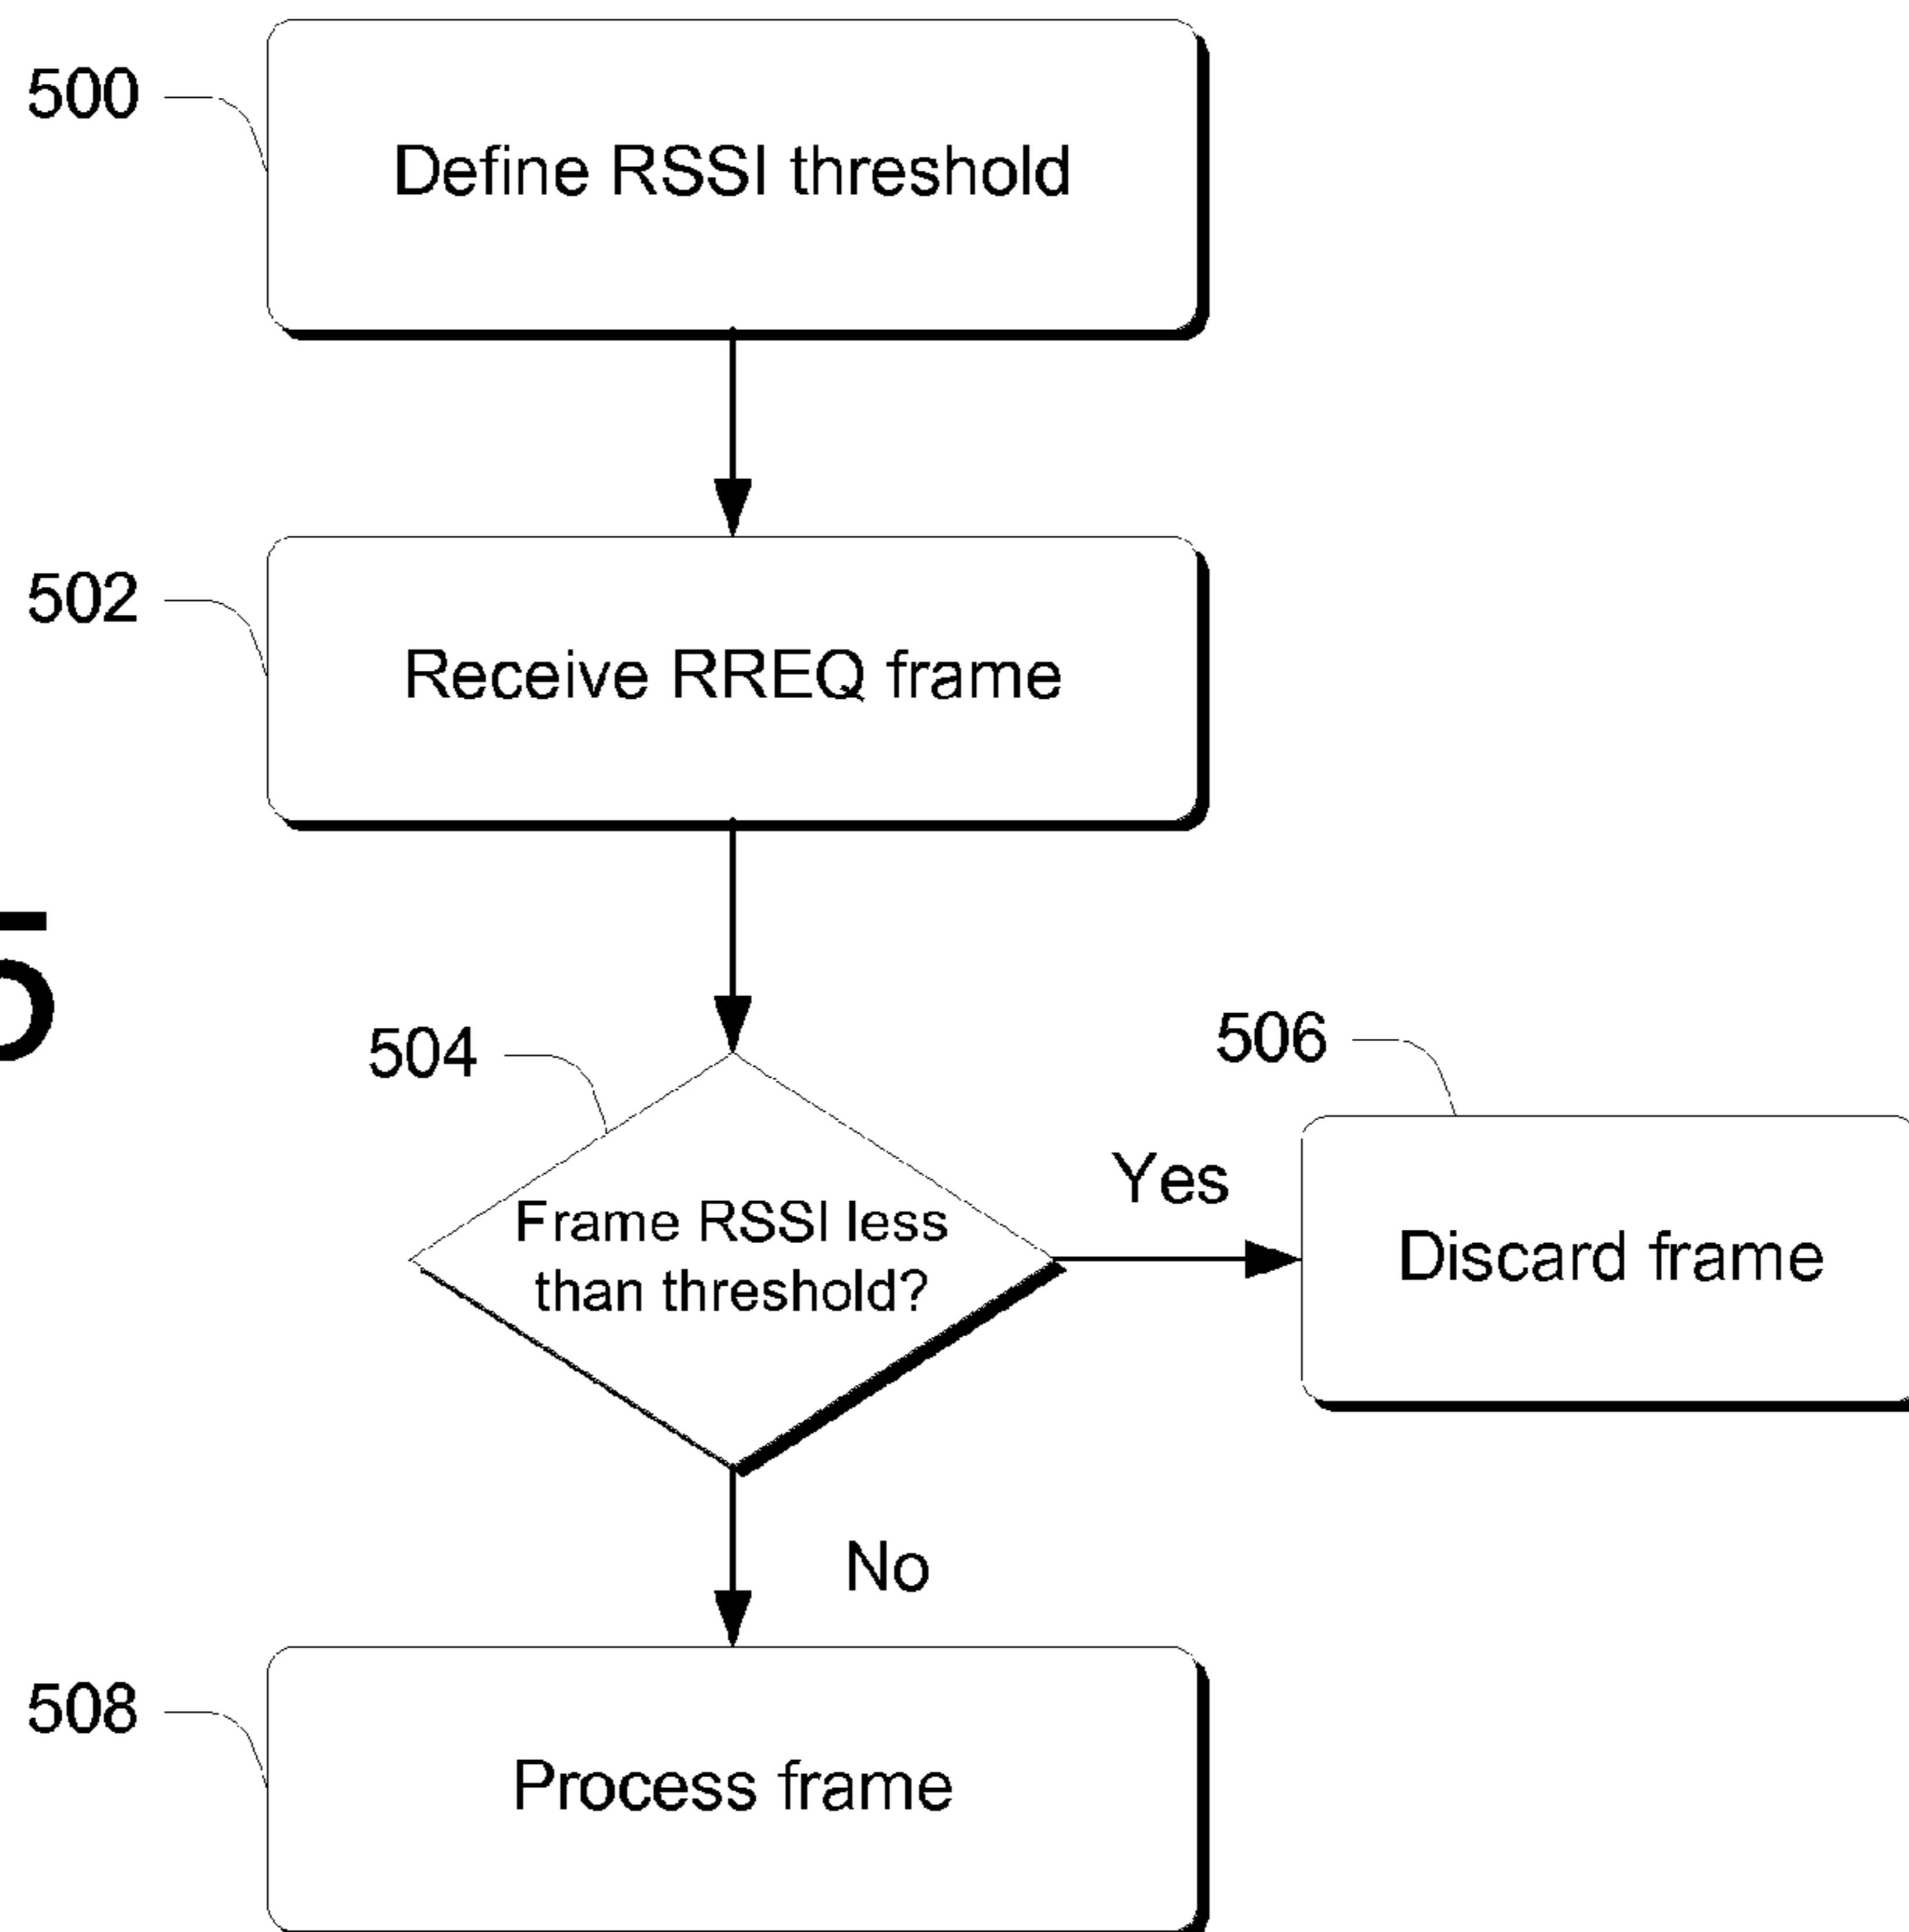 500
Define RSSI threshold
502
Receive RREQ frame
5
504
506
Frame RSSI less
than threshold?
Yes
Discard frame
No
508
Process frame